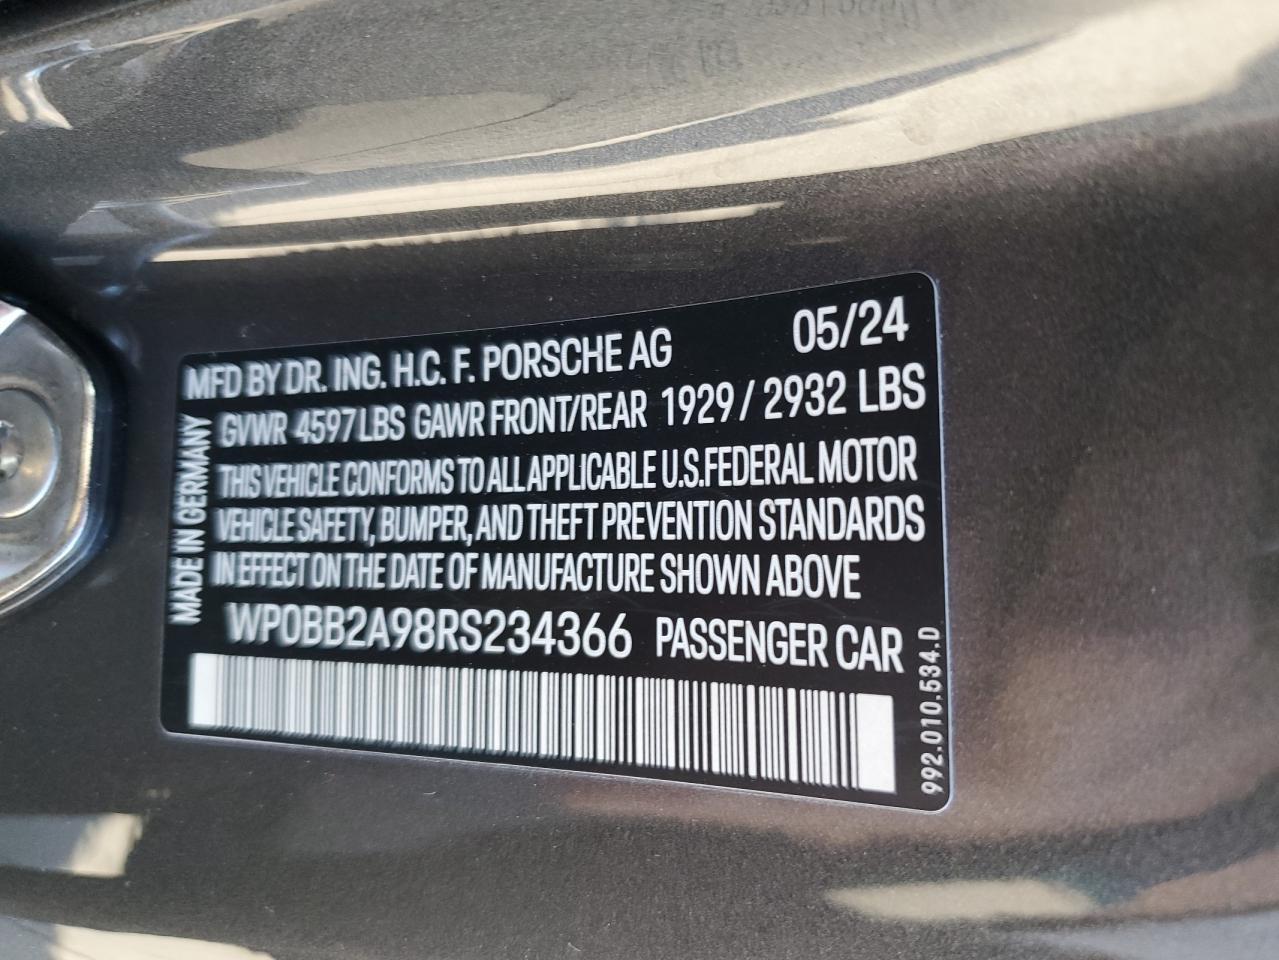 MFD BY DR. ING. H.C. F. PORSCHE AG 05/24
GVWR 4597 LBS GAWR FRONT/REAR 1929 / 2932 LBS
THIS VEHICLE CONFORMS TO ALL APPLICABLE U.S.FEDERAL MOTOR
VEHICLE SAFETY, BUMPER, AND THEFT PREVENTION STANDARDS
IN EFFECT ON THE DATE OF MANUFACTURE SHOWN ABOVE
WP0BB2A98RS234366 PASSENGER CAR
MADE IN GERMANY
992.010.534.D